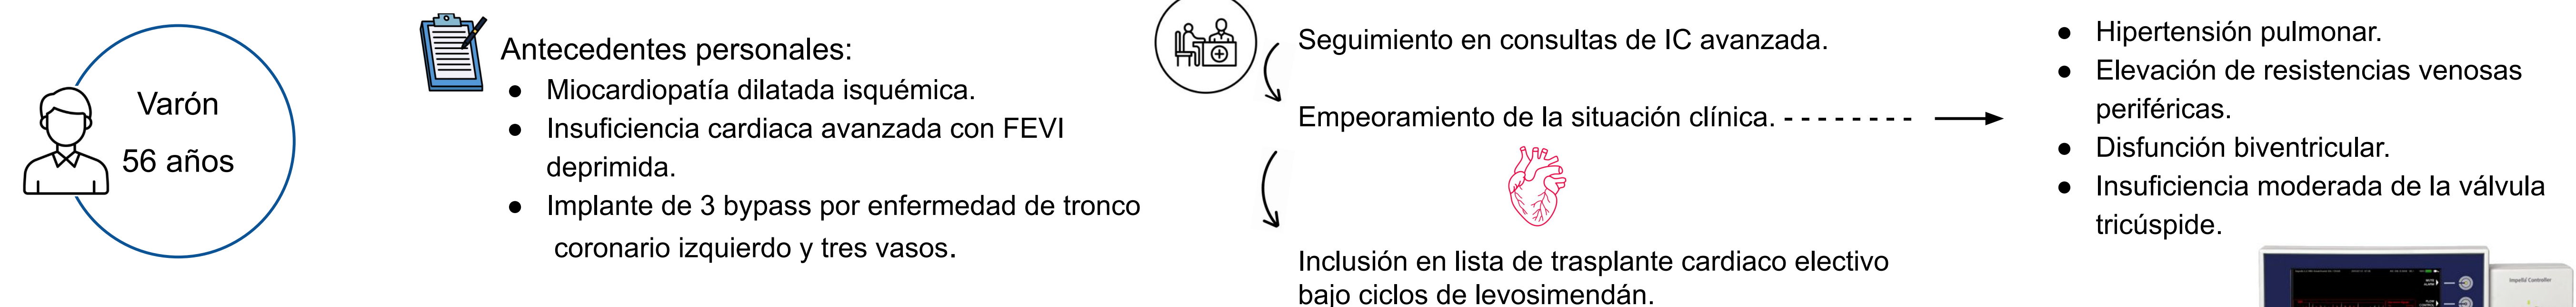 Varón
56 años
Antecedentes personales:
● Miocardiopatía dilatada isquémica.
● Insuficiencia cardiaca avanzada con FEVI
deprimida.
● Implante de 3 bypass por enfermedad de tronco
coronario izquierdo y tres vasos.
Seguimiento en consultas de IC avanzada.
Empeoramiento de la situación clínica. - - - - - - - -
Inclusión en lista de trasplante cardiaco electivo
bajo ciclos de levosimendán.
● Hipertensión pulmonar.
● Elevación de resistencias venosas
periféricas.
● Disfunción biventricular.
● Insuficiencia moderada de la válvula
tricúspide.
Impella Controller